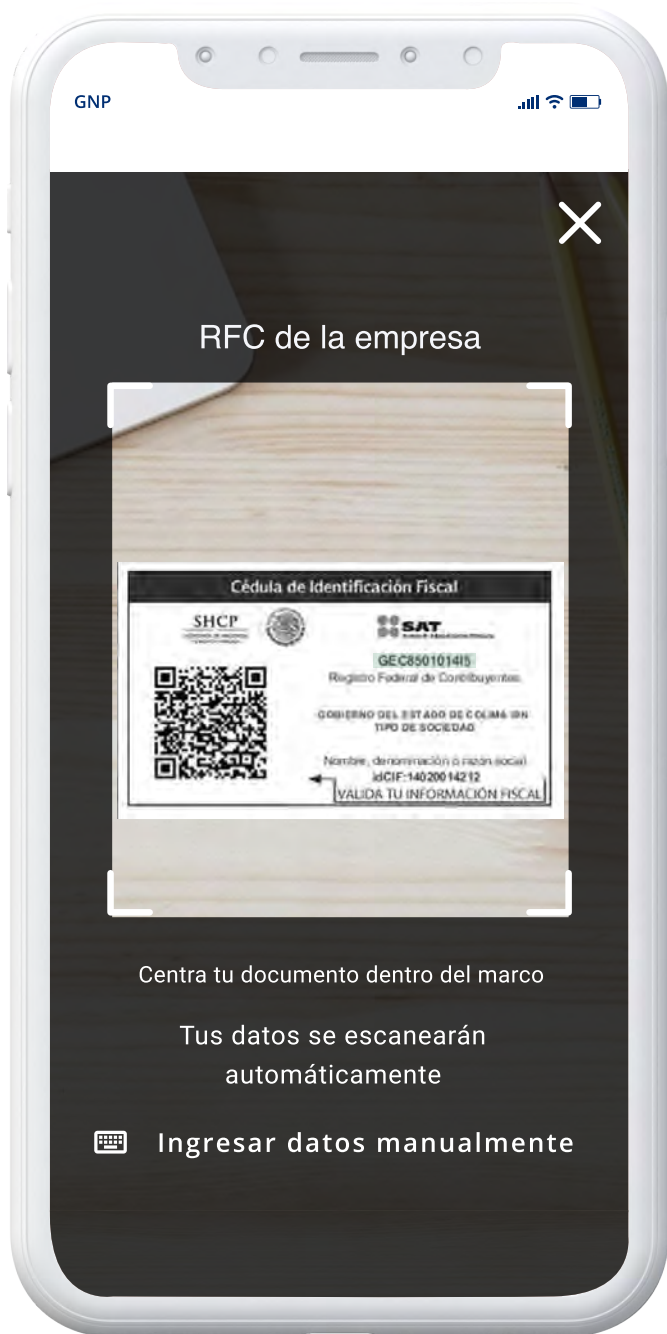 GNP
RFC de la empresa
Cédula de Identificación Fiscal
SHCP
SAT
GEC8501014I5
Registro Federal de Contribuyentes
GOBIERNO DEL ESTADO DE COLIMA SIN
TIPO DE SOCIEDAD
Nombre, denominación o razón social
idCIF:14020014212
VALIDA TU INFORMACIÓN FISCAL
Centra tu documento dentro del marco
Tus datos se escanearán
automáticamente
Ingresar datos manualmente